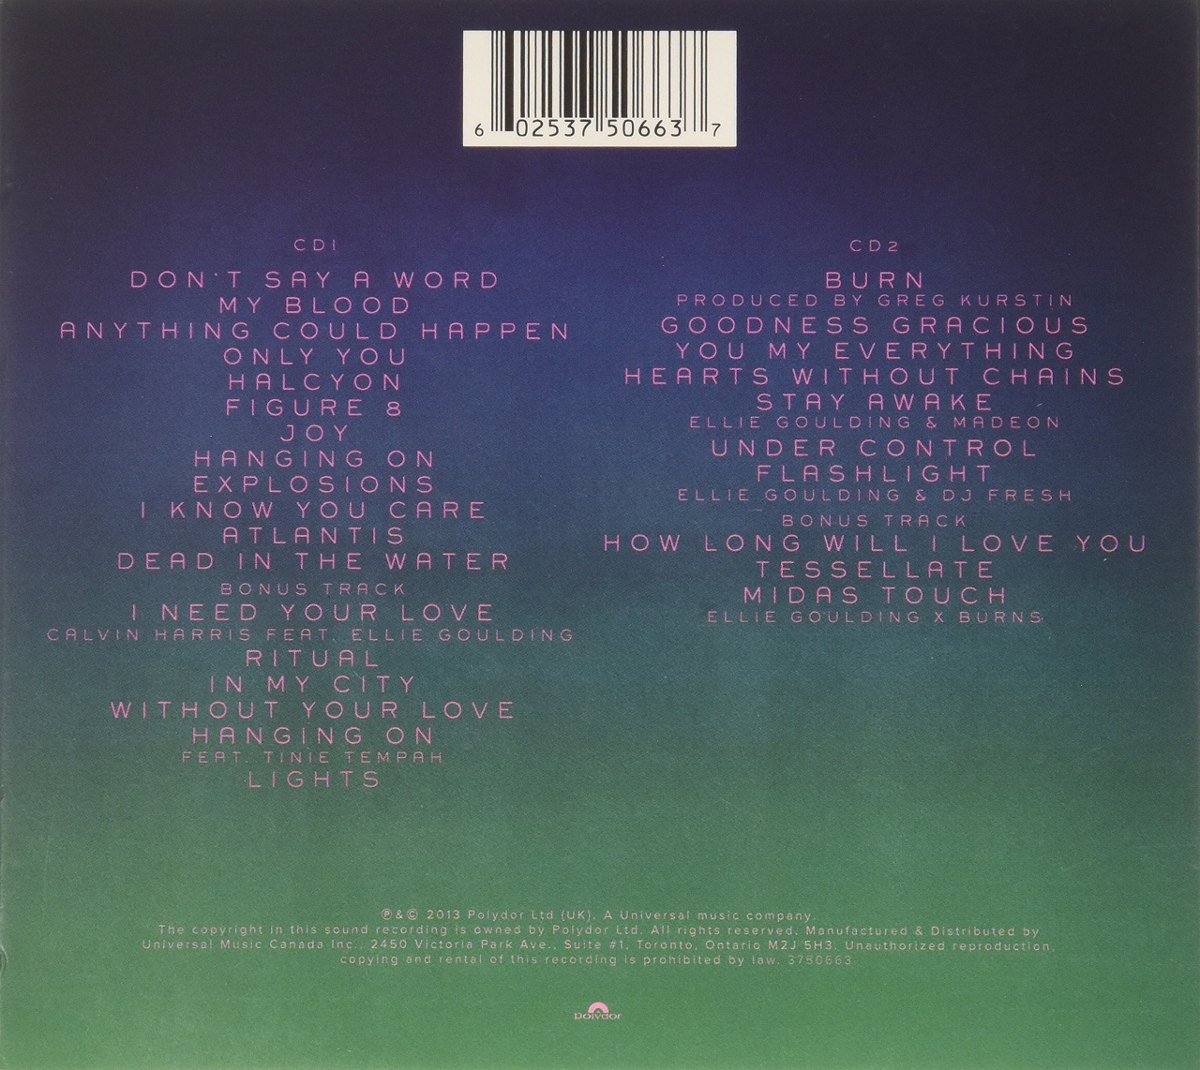 6 02537 50663 7
CD1
DON'T SAY A WORD
MY BLOOD
ANYTHING COULD HAPPEN
ONLY YOU
HALCYON
FIGURE 8
JOY
HANGING ON
EXPLOSIONS
I KNOW YOU CARE
ATLANTIS
DEAD IN THE WATER
BONUS TRACK
I NEED YOUR LOVE
CALVIN HARRIS FEAT. ELLIE GOULDING
RITUAL
IN MY CITY
WITHOUT YOUR LOVE
HANGING ON
FEAT. TINIE TEMPAH
LIGHTS
CD2
BURN
PRODUCED BY GREG KURSTIN
GOODNESS GRACIOUS
YOU MY EVERYTHING
HEARTS WITHOUT CHAINS
STAY AWAKE
ELLIE GOULDING & MADEON
UNDER CONTROL
FLASHLIGHT
ELLIE GOULDING & DJ FRESH
BONUS TRACK
HOW LONG WILL I LOVE YOU
TESSELLATE
MIDAS TOUCH
ELLIE GOULDING X BURNS
℗&© 2013 Polydor Ltd (UK). A Universal music company.
The copyright in this sound recording is owned by Polydor Ltd. All rights reserved. Manufactured & Distributed by
Universal Music Canada Inc., 2450 Victoria Park Ave., Suite #1, Toronto, Ontario M2J 5H3. Unauthorized reproduction,
copying and rental of this recording is prohibited by law. 3750663
polydor